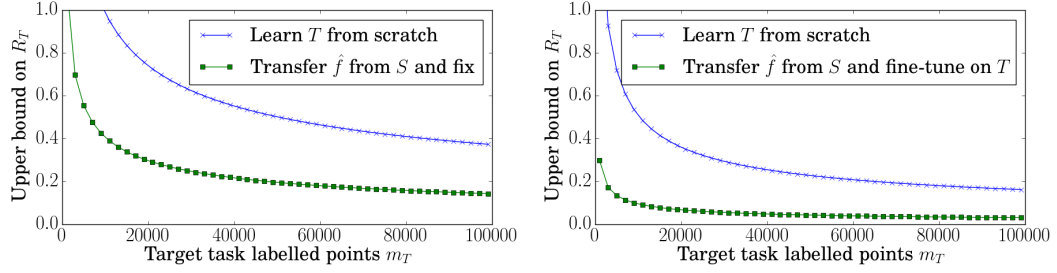 Upper bound on $R_T$
1.0
0.8
0.6
0.4
0.2
0.0
Learn $T$ from scratch
Transfer $\hat{f}$ from $S$ and fix
0 20000 40000 60000 80000 100000
Target task labelled points $m_T$
Upper bound on $R_T$
1.0
0.8
0.6
0.4
0.2
0.0
Learn $T$ from scratch
Transfer $\hat{f}$ from $S$ and fine-tune on $T$
0 20000 40000 60000 80000 100000
Target task labelled points $m_T$